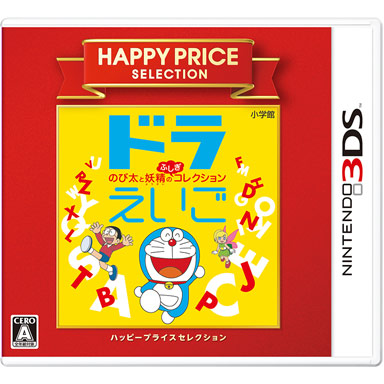 HAPPY PRICE
SELECTION
小学館
ドラ
ふしぎ
のび太と妖精のコレクション
えいご
ハッピープライスセレクション
NINTENDO 3DS
CERO
A